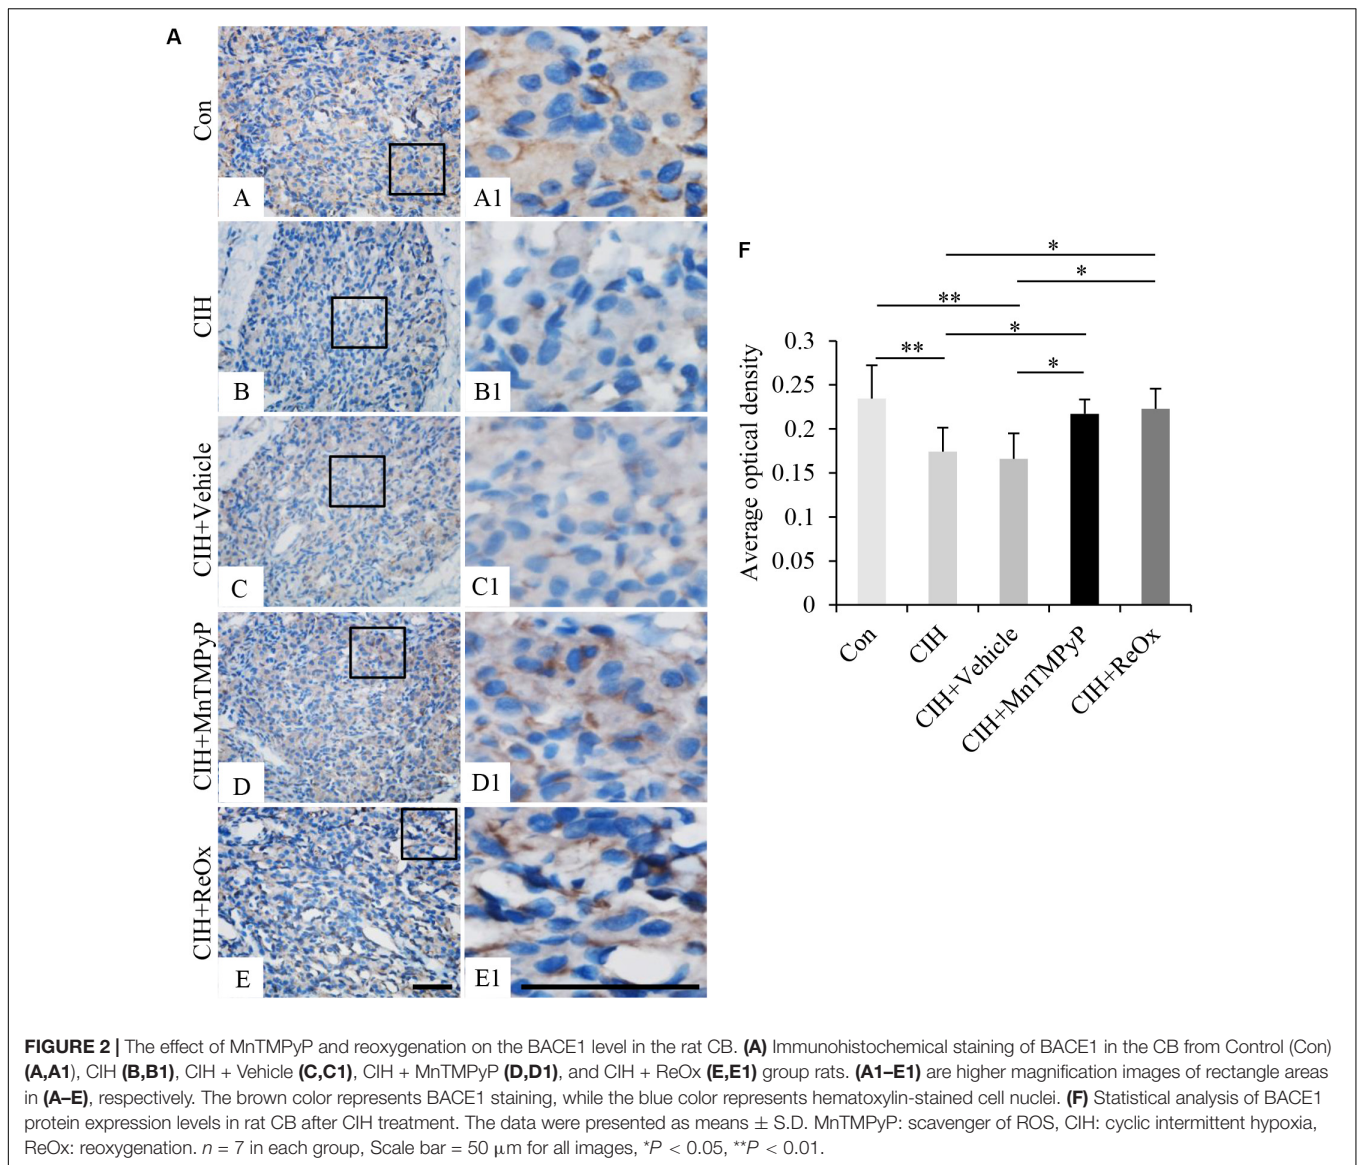 A
Con
A
A1
CIH
B
B1
CIH+Vehicle
C
C1
CIH+MnTMPyP
D
D1
CIH+ReOx
E
E1
F
*
*
**
*
**
*
Average optical density
0.3
0.25
0.2
0.15
0.1
0.05
0
Con
CIH
CIH+Vehicle
CIH+MnTMPyP
CIH+ReOx
FIGURE 2 | The effect of MnTMPyP and reoxygenation on the BACE1 level in the rat CB. (A) Immunohistochemical staining of BACE1 in the CB from Control (Con)
(A,A1), CIH (B,B1), CIH + Vehicle (C,C1), CIH + MnTMPyP (D,D1), and CIH + ReOx (E,E1) group rats. (A1–E1) are higher magnification images of rectangle areas
in (A–E), respectively. The brown color represents BACE1 staining, while the blue color represents hematoxylin-stained cell nuclei. (F) Statistical analysis of BACE1
protein expression levels in rat CB after CIH treatment. The data were presented as means ± S.D. MnTMPyP: scavenger of ROS, CIH: cyclic intermittent hypoxia,
ReOx: reoxygenation. n = 7 in each group, Scale bar = 50 μm for all images, *P < 0.05, **P < 0.01.